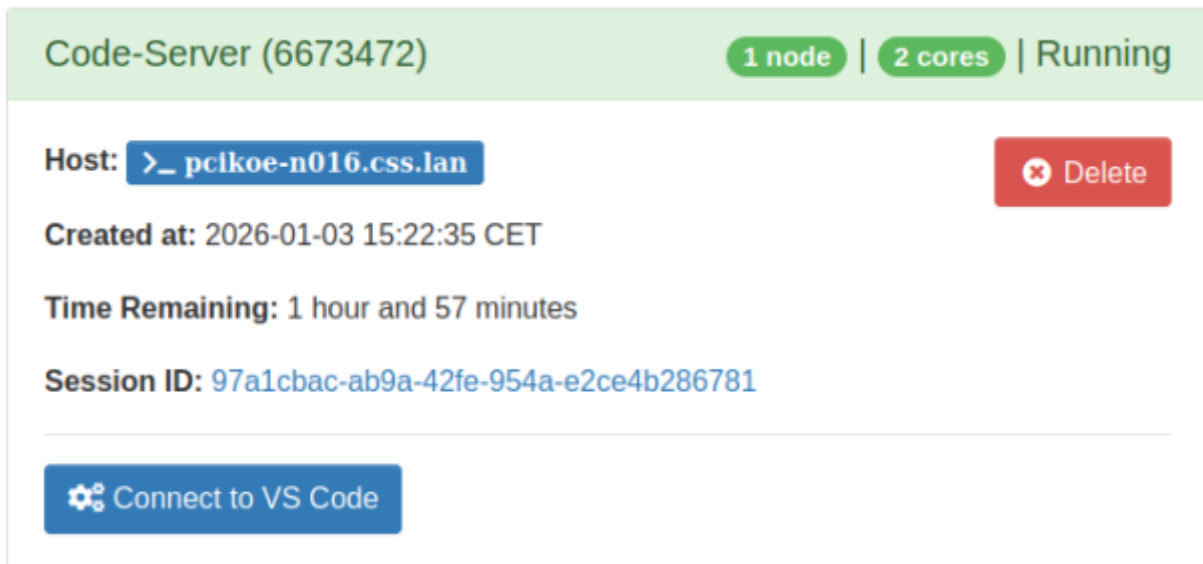 Code-Server (6673472) 1 node | 2 cores | Running
Host: >_ pcikoe-n016.css.lan
Delete
Created at: 2026-01-03 15:22:35 CET
Time Remaining: 1 hour and 57 minutes
Session ID: 97a1cbac-ab9a-42fe-954a-e2ce4b286781
Connect to VS Code